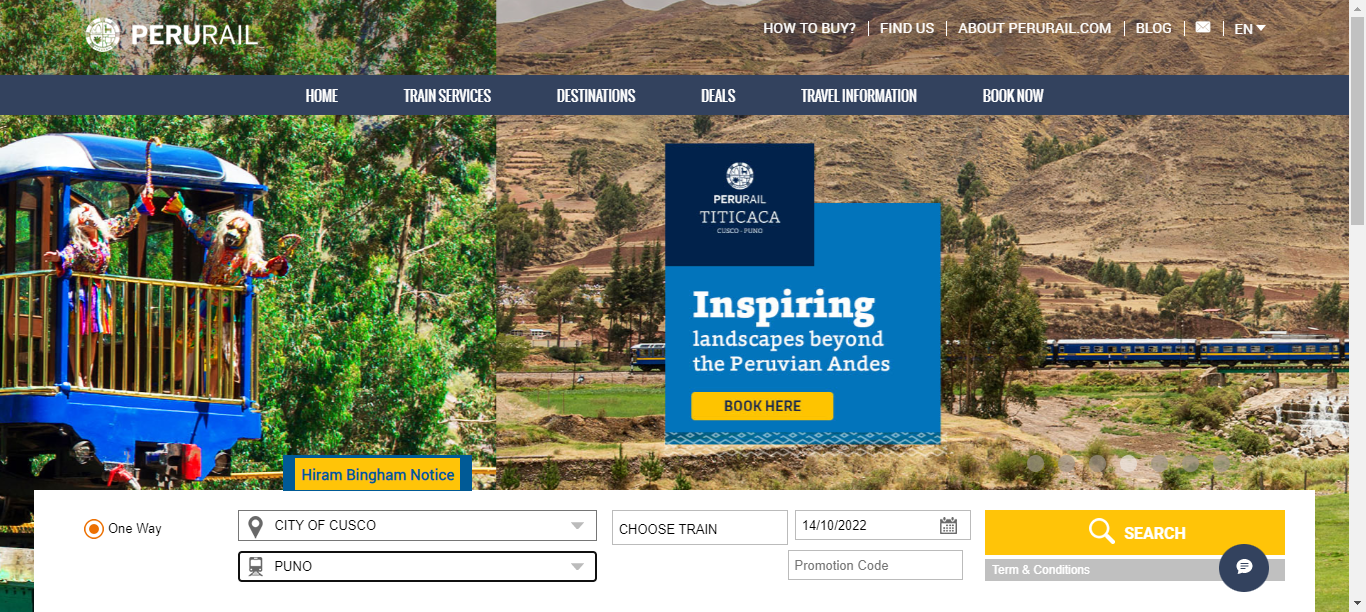 PERURAIL
HOW TO BUY?
FIND US
ABOUT PERURAIL.COM
BLOG
EN
HOME
TRAIN SERVICES
DESTINATIONS
DEALS
TRAVEL INFORMATION
BOOK NOW
PERURAIL
TITICACA
CUSCO - PUNO
Inspiring
landscapes beyond
the Peruvian Andes
BOOK HERE
Hiram Bingham Notice
One Way
CITY OF CUSCO
CHOOSE TRAIN
14/10/2022
SEARCH
PUNO
Promotion Code
Term & Conditions